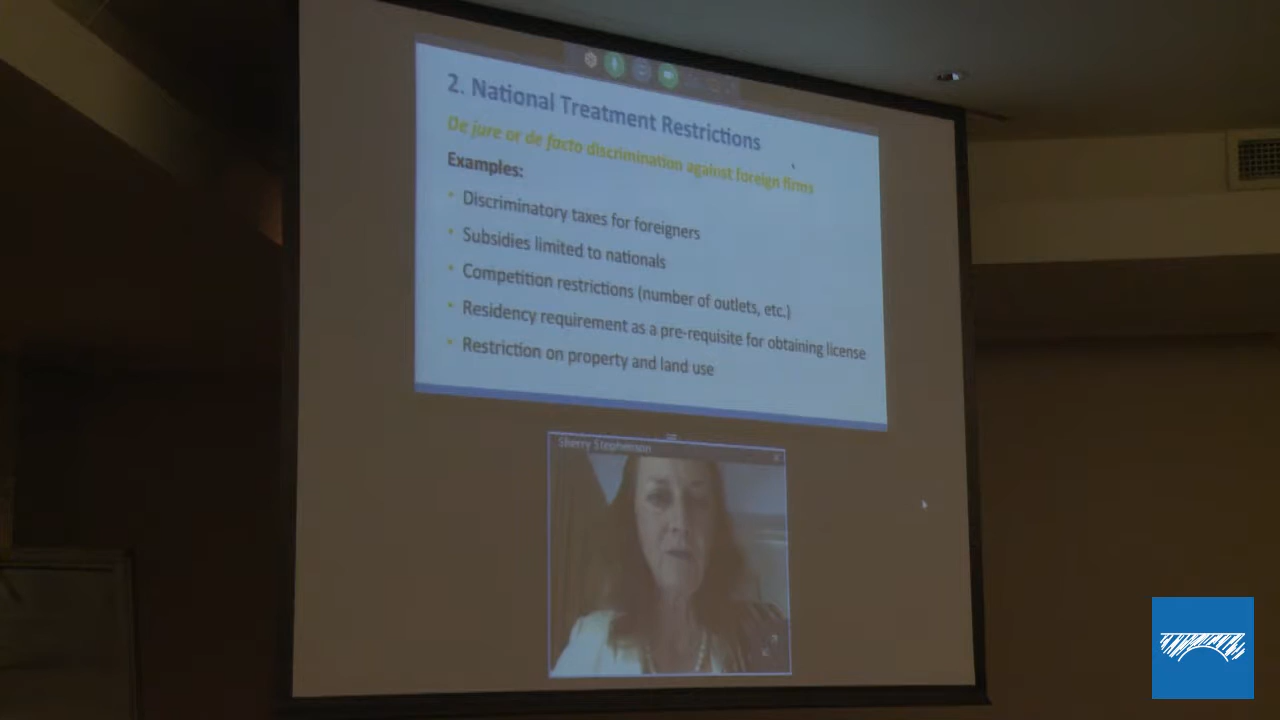 2. National Treatment Restrictions
De jure or de facto discrimination against foreign firms
Examples:
• Discriminatory taxes for foreigners
• Subsidies limited to nationals
• Competition restrictions (number of outlets, etc.)
• Residency requirement as a pre-requisite for obtaining license
• Restriction on property and land use
Sherry Stephenson